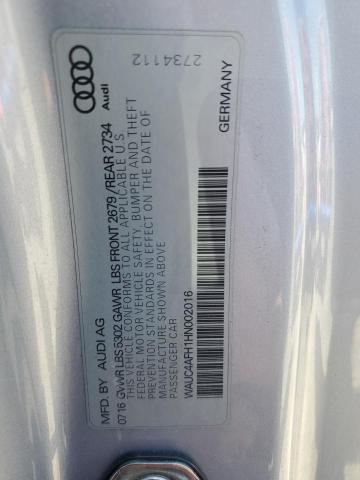 MFD. BY AUDI AG
0716 GVWR LBS 5302 GAWR LBS FRONT 2679 / REAR 2734
THIS VEHICLE CONFORMS TO ALL APPLICABLE U S
FEDERAL MOTOR VEHICLE SAFETY, BUMPER AND THEFT
PREVENTION STANDARDS IN EFFECT ON THE DATE OF
MANUFACTURE SHOWN ABOVE
PASSENGER CAR
WAUC4AFH1HN002016
Audi
GERMANY
2734112